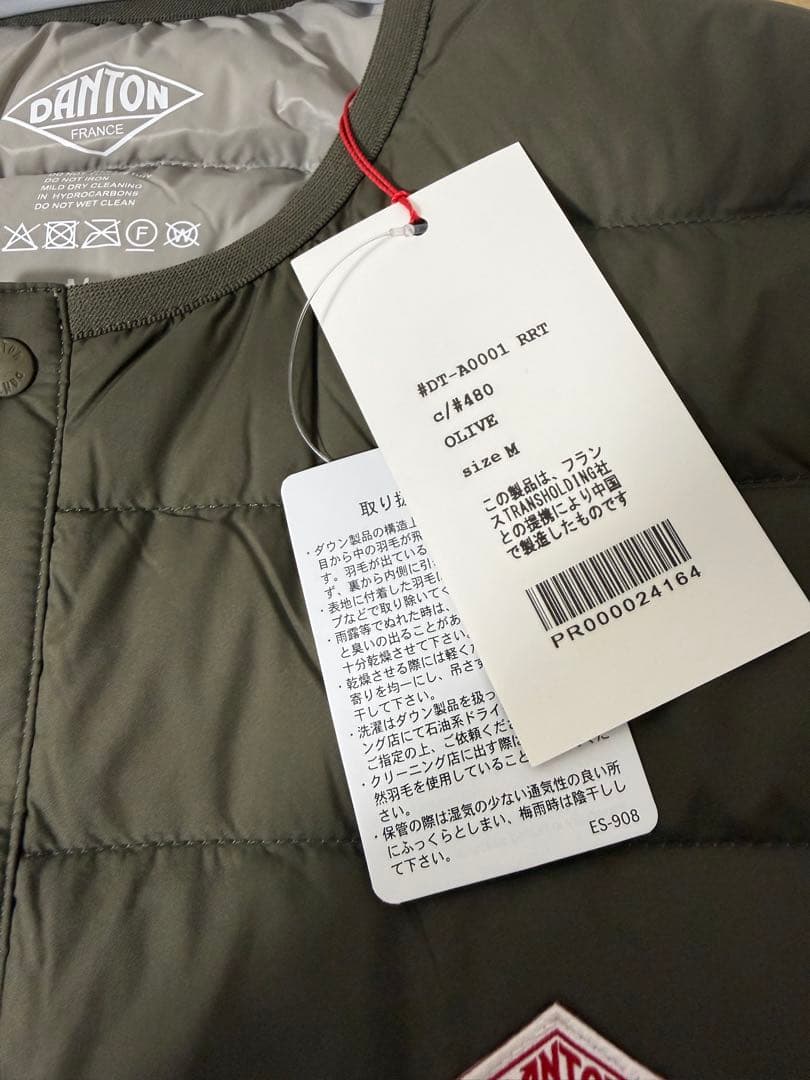 DANTON
FRANCE
DO NOT IRON
MILD DRY CLEANING
IN HYDROCARBONS
DO NOT WET CLEAN
#DT-A0001 RRT
c/#480
OLIVE
size M
この製品は、フラン
スTRANSHOLDING社
との提携により中国
で製造したものです
PR000024164
取り扱
・ダウン製品の構造上
目から中の羽毛が飛
す。羽毛が出ている
ず、裏から内側に引
・表地に付着した羽毛
プなどで取り除いてく
・雨露等でぬれた時は、
と臭いの出ることがあ
十分乾燥させて下さい。
・乾燥させる際には軽く
寄りを均一にし、吊さず
干して下さい。
・洗濯はダウン製品を扱っ
ング店にて石油系ドライ
ご指定の上、ご依頼くださ
・クリーニング店に出す際は
然羽毛を使用していること
さい。
・保管の際は湿気の少ない通気性の良い所
にふっくらとしまい、梅雨時は陰干しし
て下さい。
ES-908
DANTON